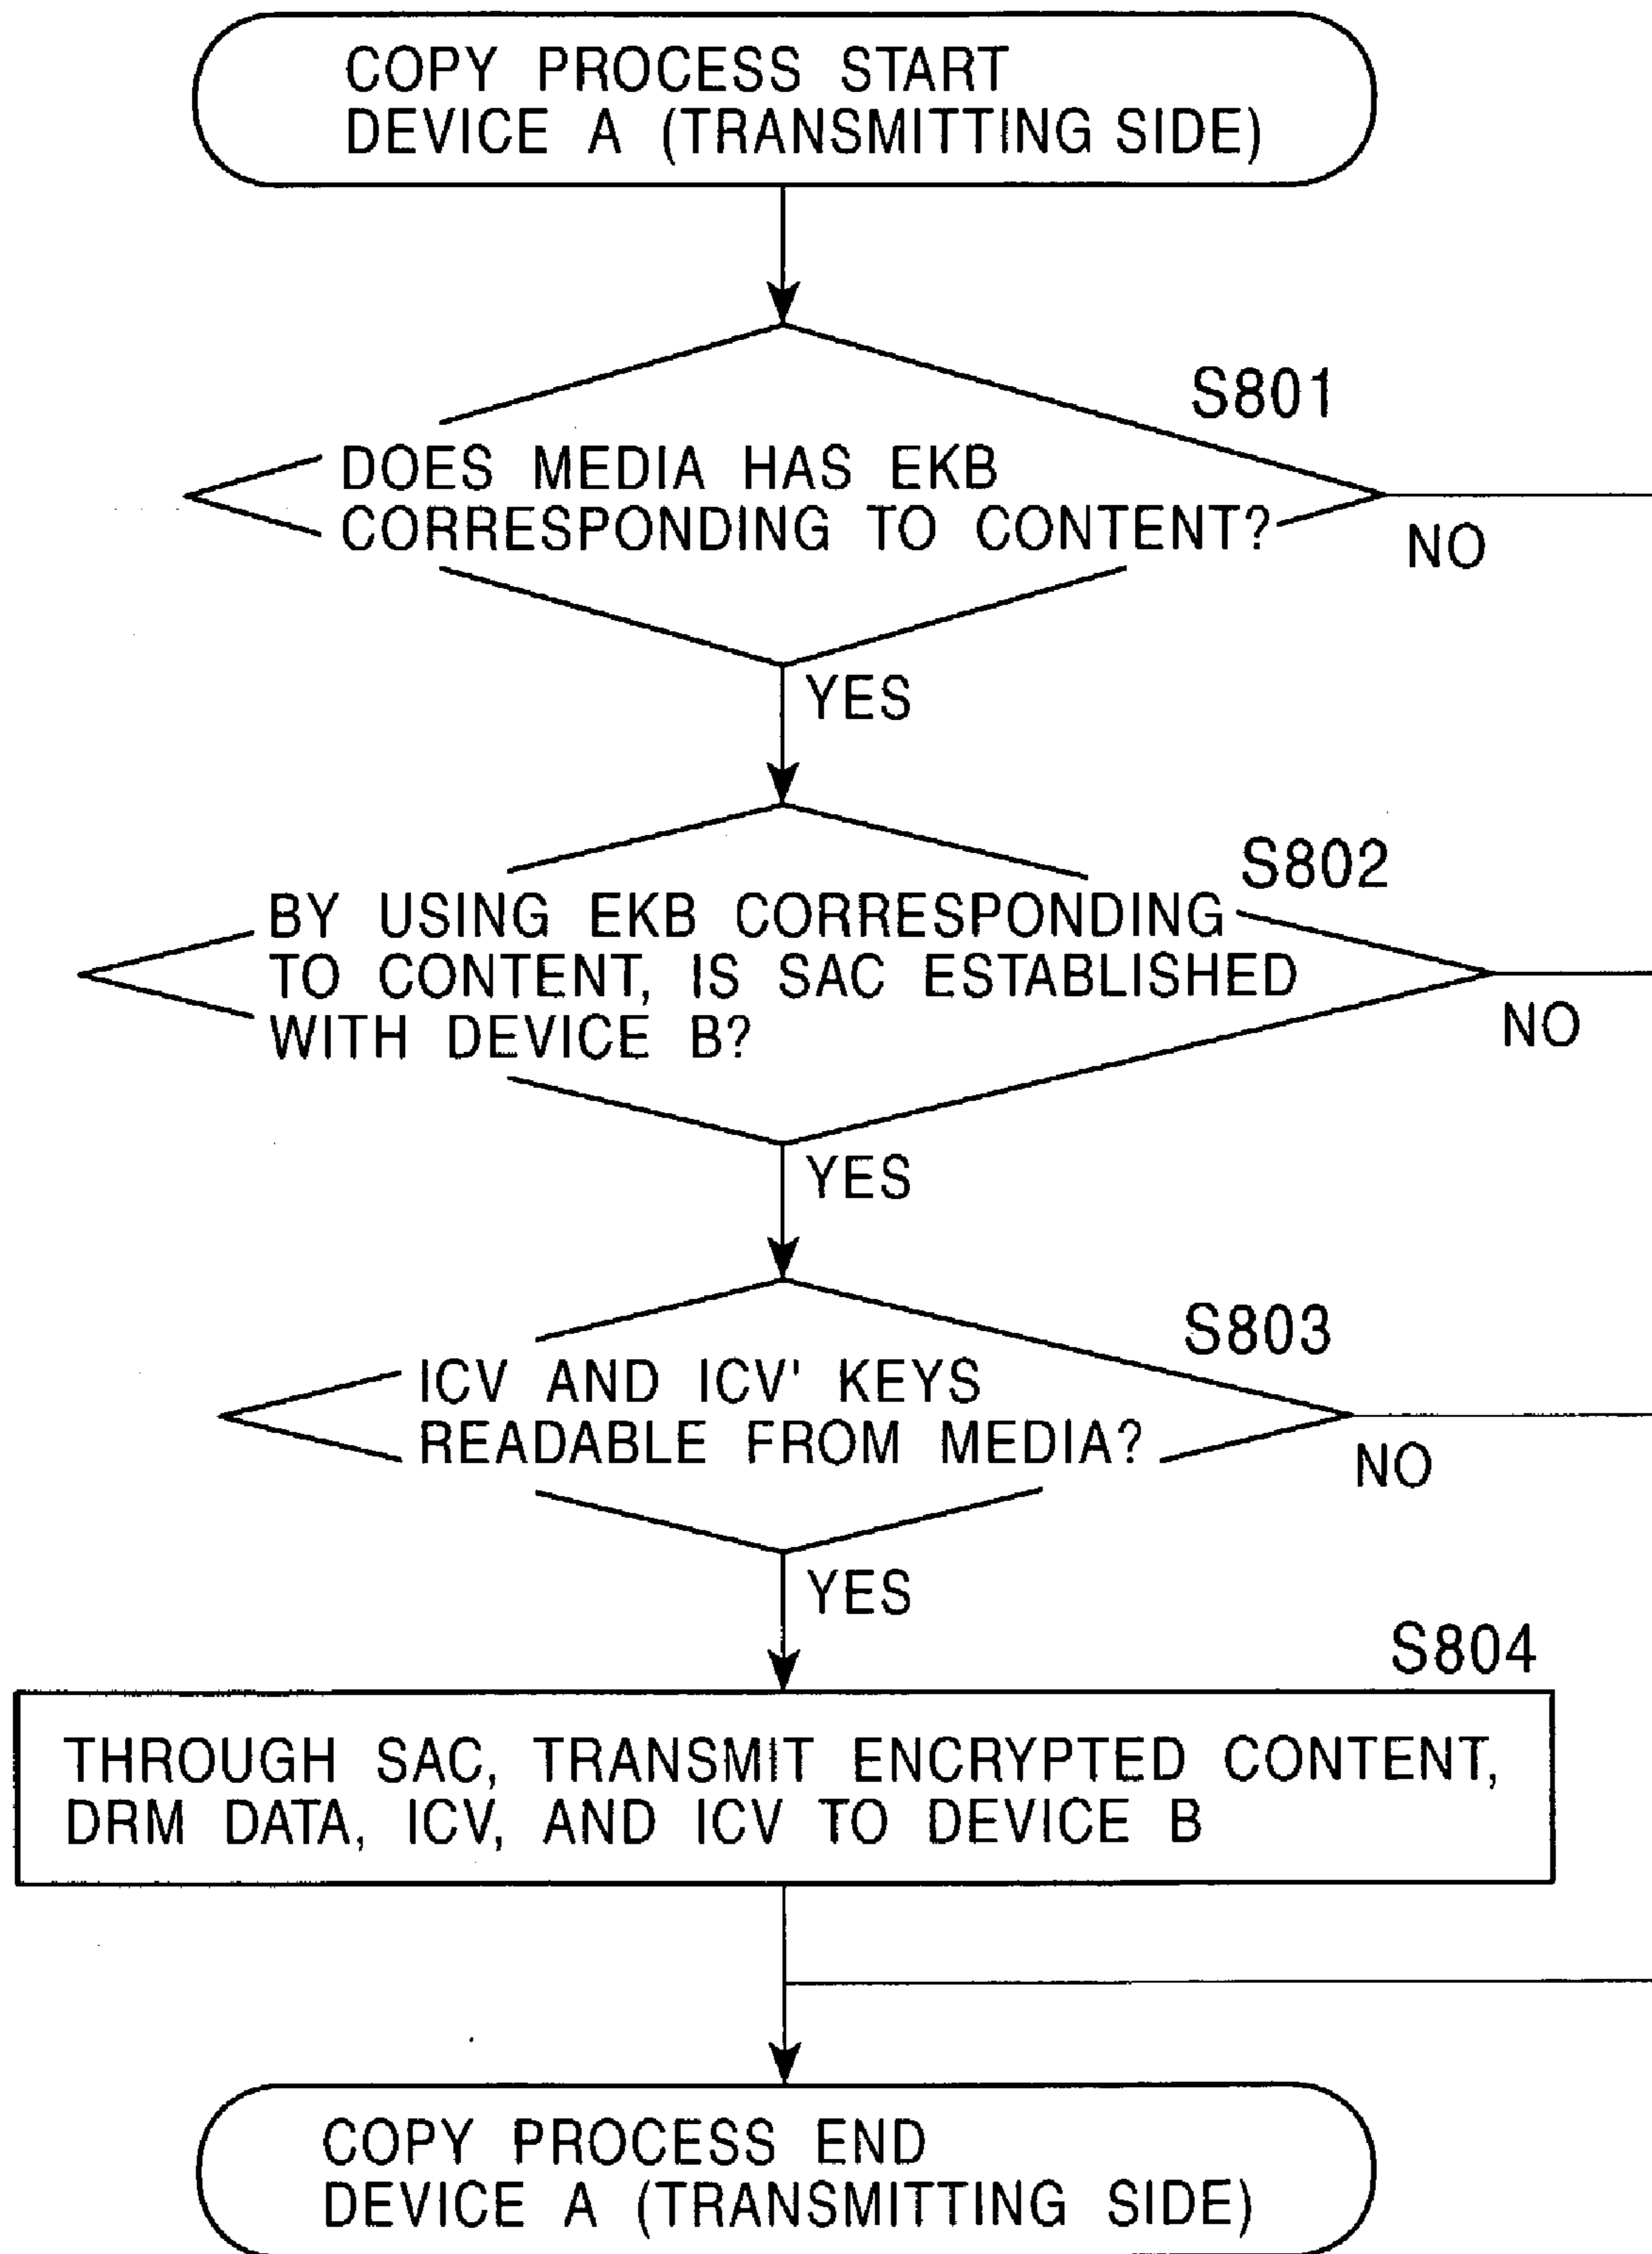 COPY PROCESS START
DEVICE A (TRANSMITTING SIDE)
S801
DOES MEDIA HAS EKB
CORRESPONDING TO CONTENT?
NO
YES
S802
BY USING EKB CORRESPONDING
TO CONTENT, IS SAC ESTABLISHED
WITH DEVICE B?
NO
YES
S803
ICV AND ICV' KEYS
READABLE FROM MEDIA?
NO
YES
S804
THROUGH SAC, TRANSMIT ENCRYPTED CONTENT,
DRM DATA, ICV, AND ICV TO DEVICE B
COPY PROCESS END
DEVICE A (TRANSMITTING SIDE)